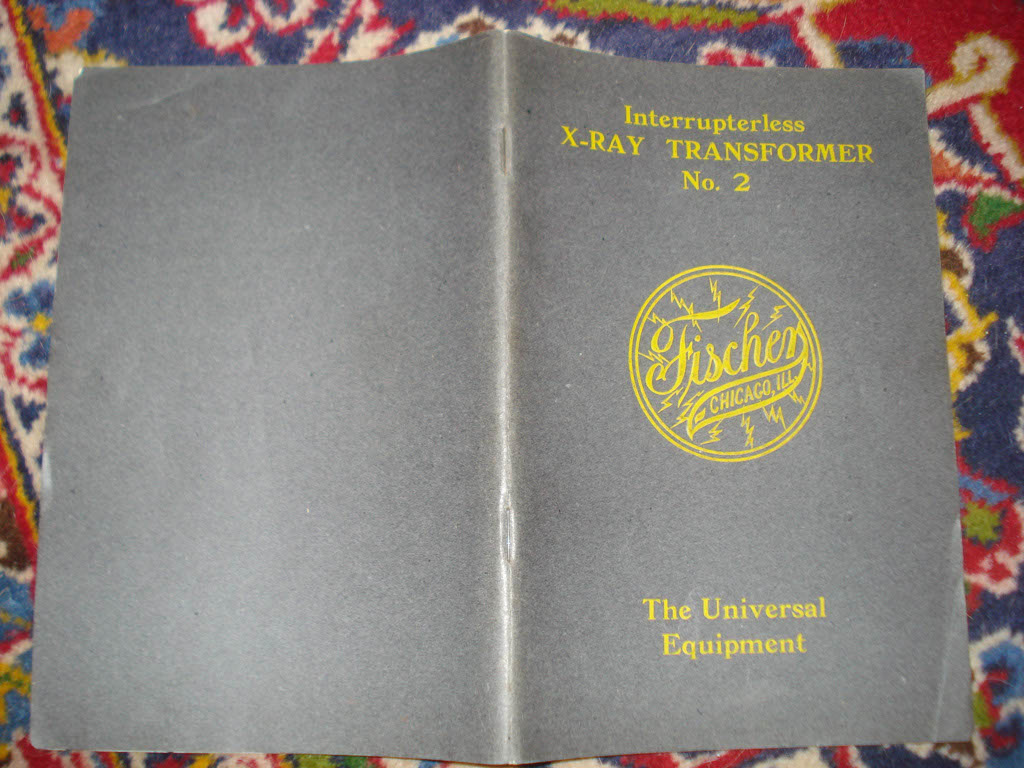 Interrupterless
X-RAY TRANSFORMER
No. 2
Fischer
CHICAGO, ILL.
The Universal
Equipment